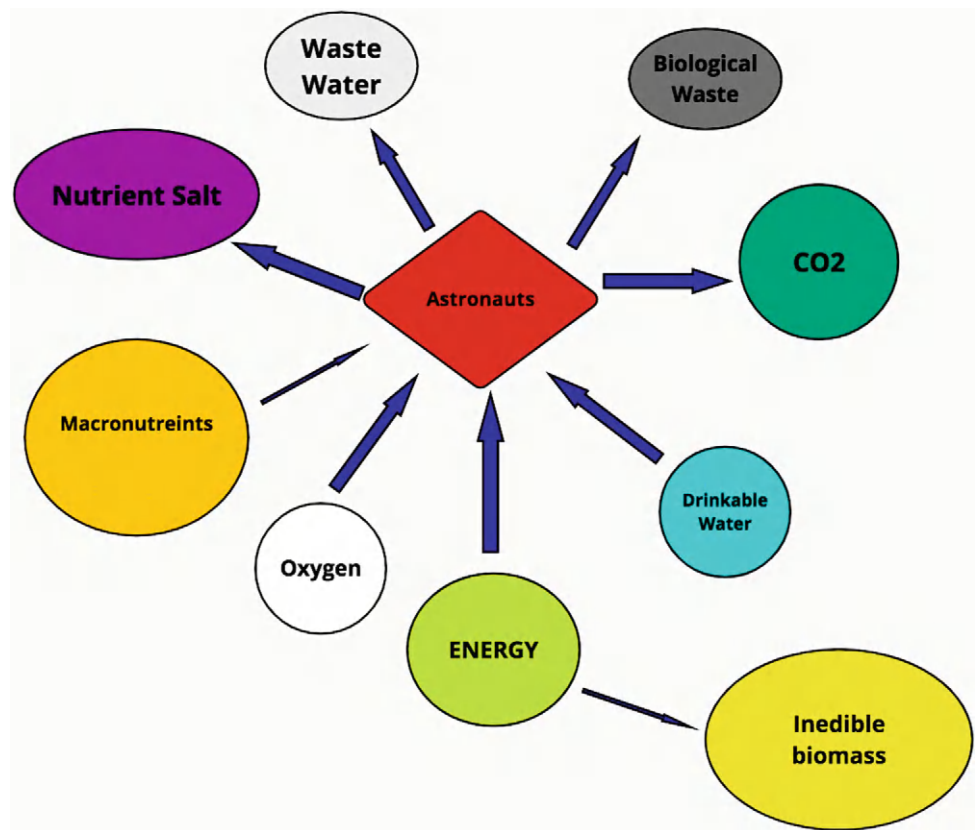 Waste
Water
Biological
Waste
Nutrient Salt
CO2
Astronauts
Macronutreints
Drinkable
Water
Oxygen
ENERGY
Inedible
biomass